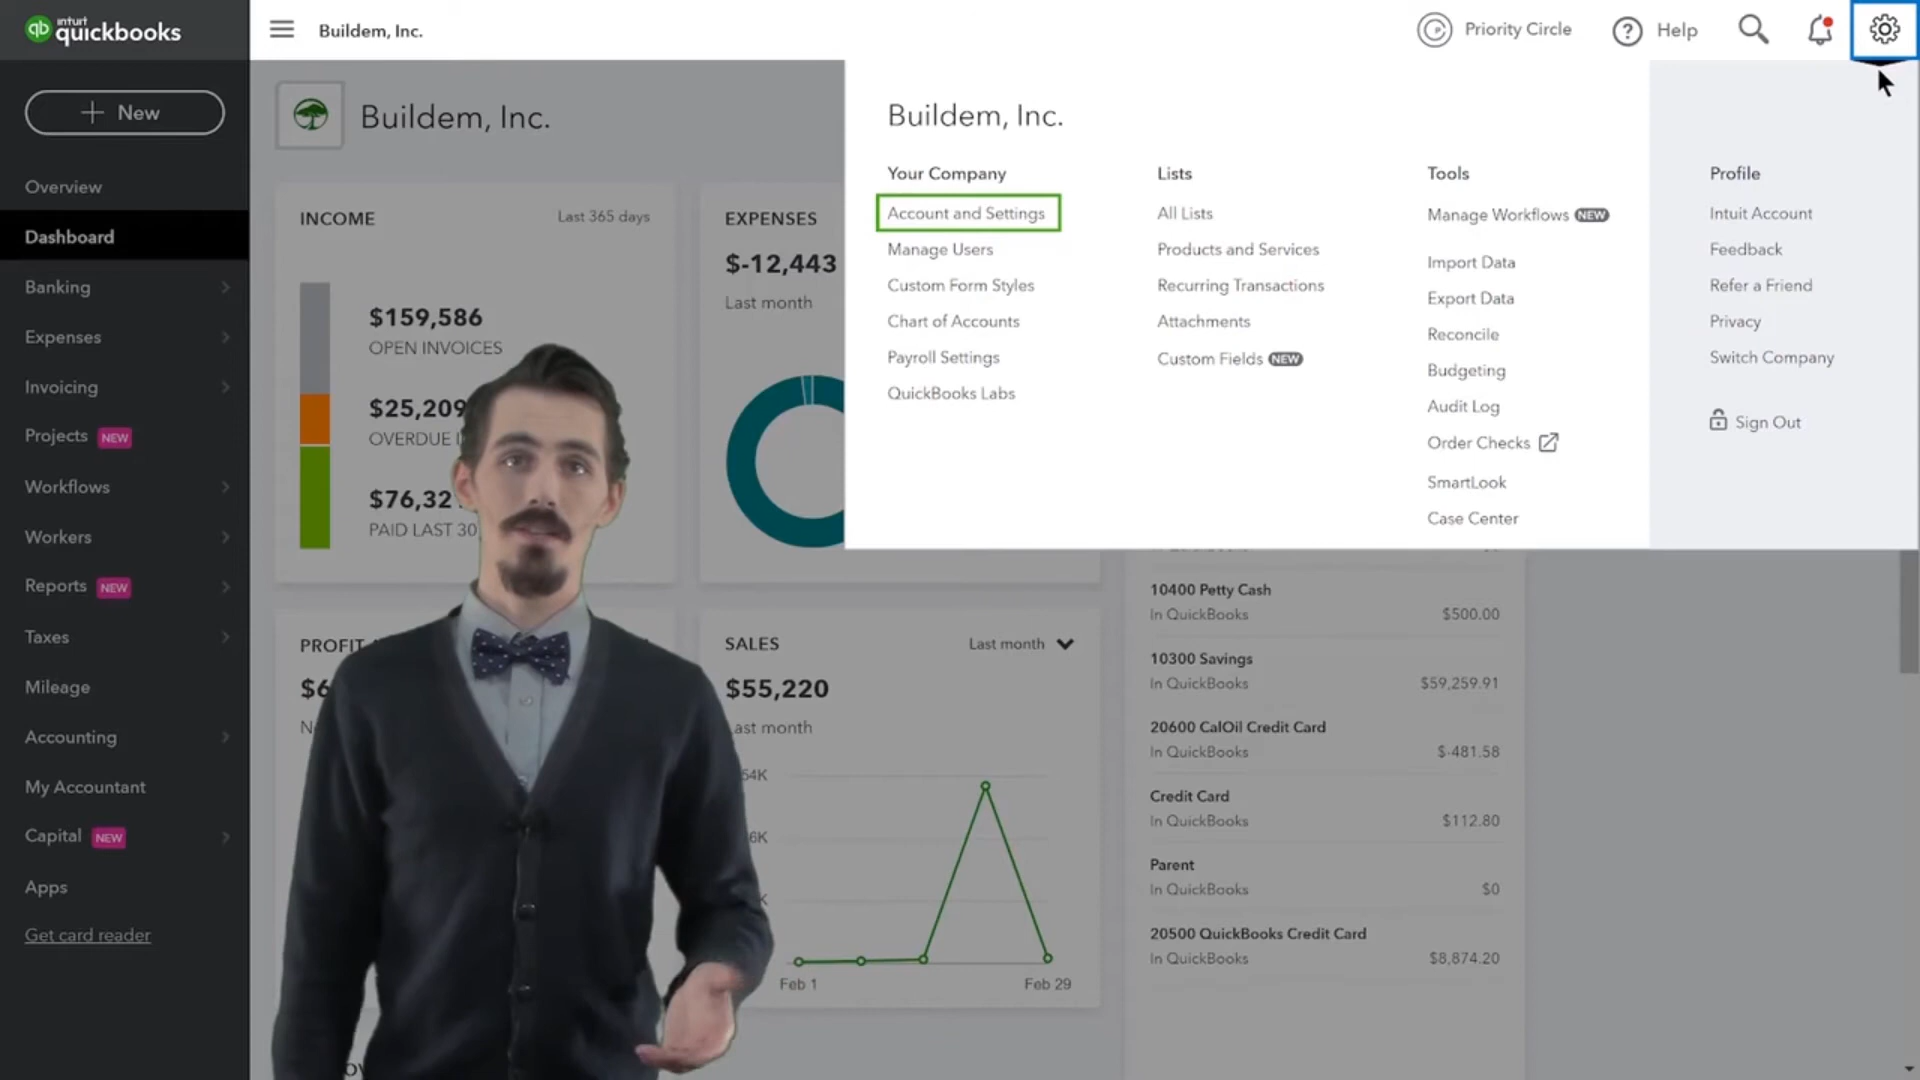 intuit
quickbooks
Buildem, Inc.
Priority Circle
Help
New
Overview
Dashboard
Banking
Expenses
Invoicing
Projects NEW
Workflows
Workers
Reports NEW
Taxes
Mileage
Accounting
My Accountant
Capital NEW
Apps
Get card reader
Buildem, Inc.
INCOME
Last 365 days
$159,586
OPEN INVOICES
$25,209
OVERDUE
$76,32
PAID LAST 30
EXPENSES
$-12,443
Last month
PROFIT
SALES
Last month
$55,220
Last month
Feb 1
Feb 29
Buildem, Inc.
Your Company
Account and Settings
Manage Users
Custom Form Styles
Chart of Accounts
Payroll Settings
QuickBooks Labs
Lists
All Lists
Products and Services
Recurring Transactions
Attachments
Custom Fields NEW
Tools
Manage Workflows NEW
Import Data
Export Data
Reconcile
Budgeting
Audit Log
Order Checks
SmartLook
Case Center
Profile
Intuit Account
Feedback
Refer a Friend
Privacy
Switch Company
Sign Out
10400 Petty Cash
In QuickBooks
$500.00
10300 Savings
In QuickBooks
$59,259.91
20600 CalOil Credit Card
In QuickBooks
$-481.58
Credit Card
In QuickBooks
$112.80
Parent
In QuickBooks
$0
20500 QuickBooks Credit Card
In QuickBooks
$8,874.20